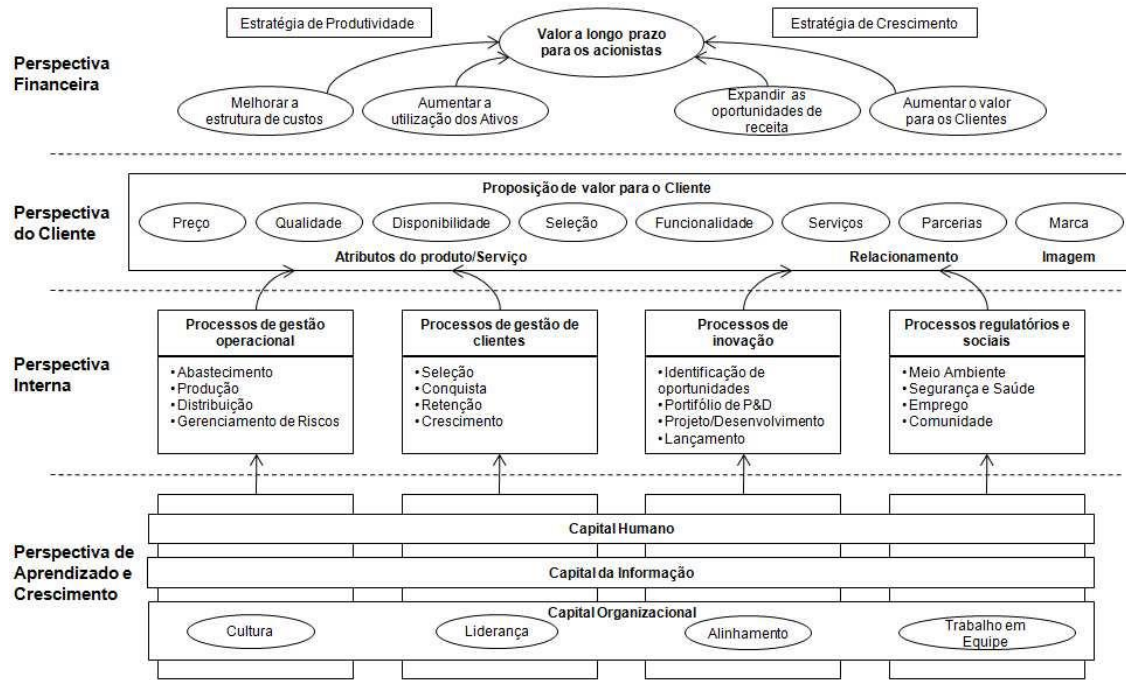 Estratégia de Produtividade
Estratégia de Crescimento
Valor a longo prazo
para os acionistas
Perspectiva
Financeira
Melhorar a
estrutura de custos
Aumentar a
utilização dos Ativos
Expandir as
oportunidades de
receita
Aumentar o valor
para os Clientes
Perspectiva
do Cliente
Proposição de valor para o Cliente
Preço
Qualidade
Disponibilidade
Seleção
Funcionalidade
Serviços
Parcerias
Marca
Atributos do produto/Serviço
Relacionamento
Imagem
Perspectiva
Interna
Processos de gestão
operacional
• Abastecimento
• Produção
• Distribuição
• Gerenciamento de Riscos
Processos de gestão de
clientes
• Seleção
• Conquista
• Retenção
• Crescimento
Processos de
inovação
• Identificação de
oportunidades
• Portifólio de P&D
• Projeto/Desenvolvimento
• Lançamento
Processos regulatórios e
sociais
• Meio Ambiente
• Segurança e Saúde
• Emprego
• Comunidade
Perspectiva de
Aprendizado e
Crescimento
Capital Humano
Capital da Informação
Capital Organizacional
Cultura
Liderança
Alinhamento
Trabalho em
Equipe